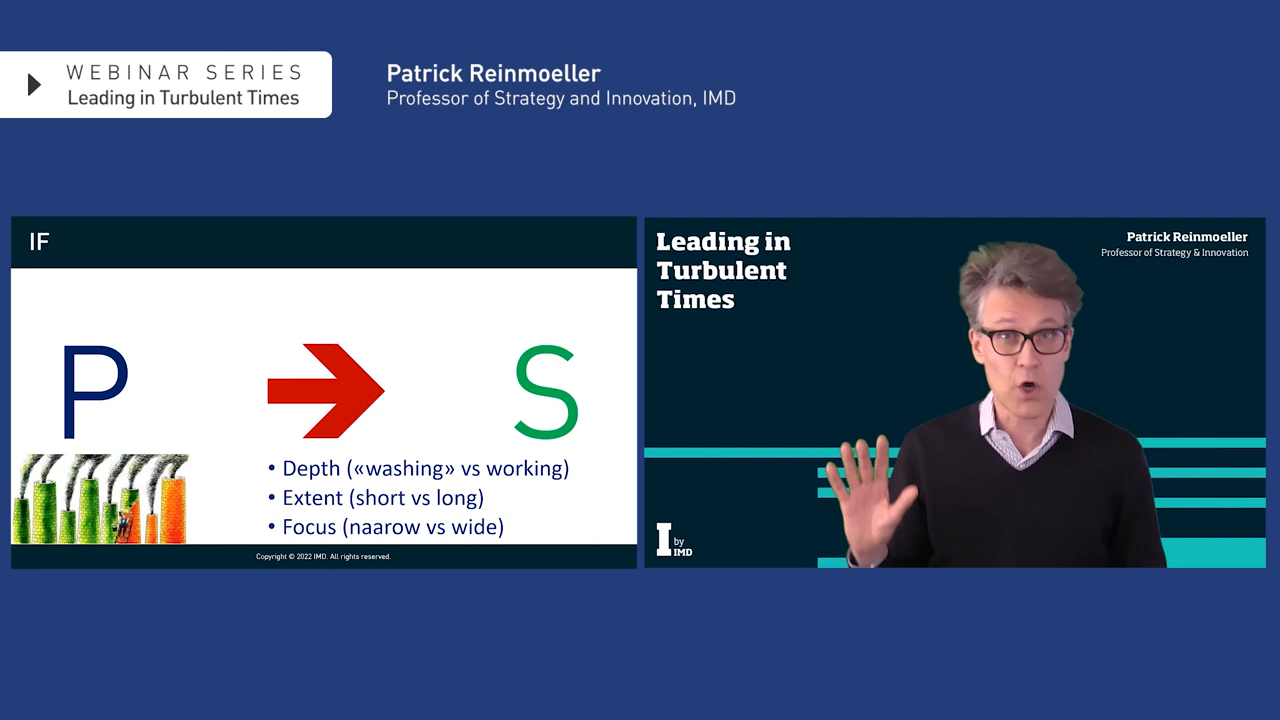 WEBINAR SERIES
Leading in Turbulent Times
Patrick Reinmoeller
Professor of Strategy and Innovation, IMD
IF
P
S
• Depth («washing» vs working)
• Extent (short vs long)
• Focus (naarow vs wide)
Copyright © 2022 IMD. All rights reserved.
Leading in
Turbulent
Times
Patrick Reinmoeller
Professor of Strategy & Innovation
I by
IMD